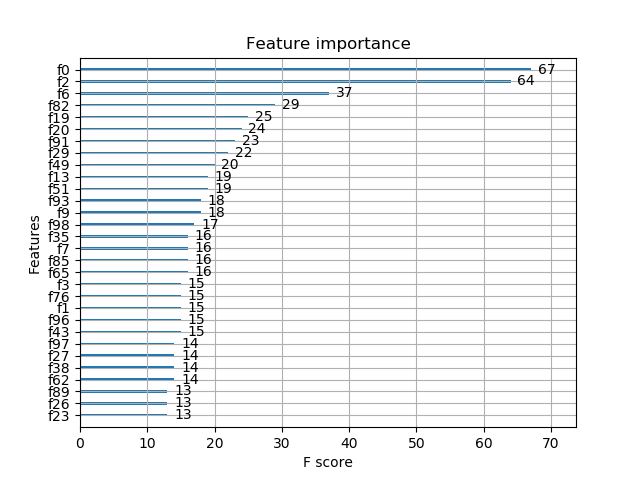 Feature importance
Features
f0 67
f2 64
f6 37
f82 29
f19 25
f20 24
f91 23
f29 22
f49 20
f13 19
f51 19
f93 18
f9 18
f98 17
f35 16
f7 16
f85 16
f65 16
f3 15
f76 15
f1 15
f96 15
f43 15
f97 14
f27 14
f38 14
f62 14
f89 13
f26 13
f23 13
0 10 20 30 40 50 60 70
F score